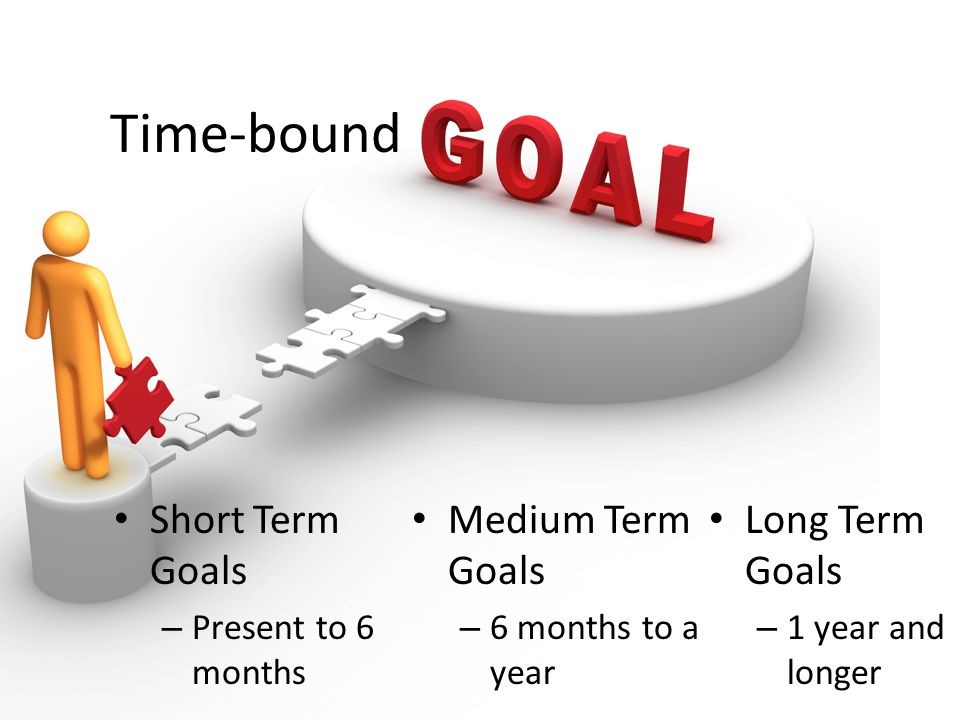 Time-bound
GOAL
• Short Term
Goals
– Present to 6
months
• Medium Term
Goals
– 6 months to a
year
• Long Term
Goals
– 1 year and
longer